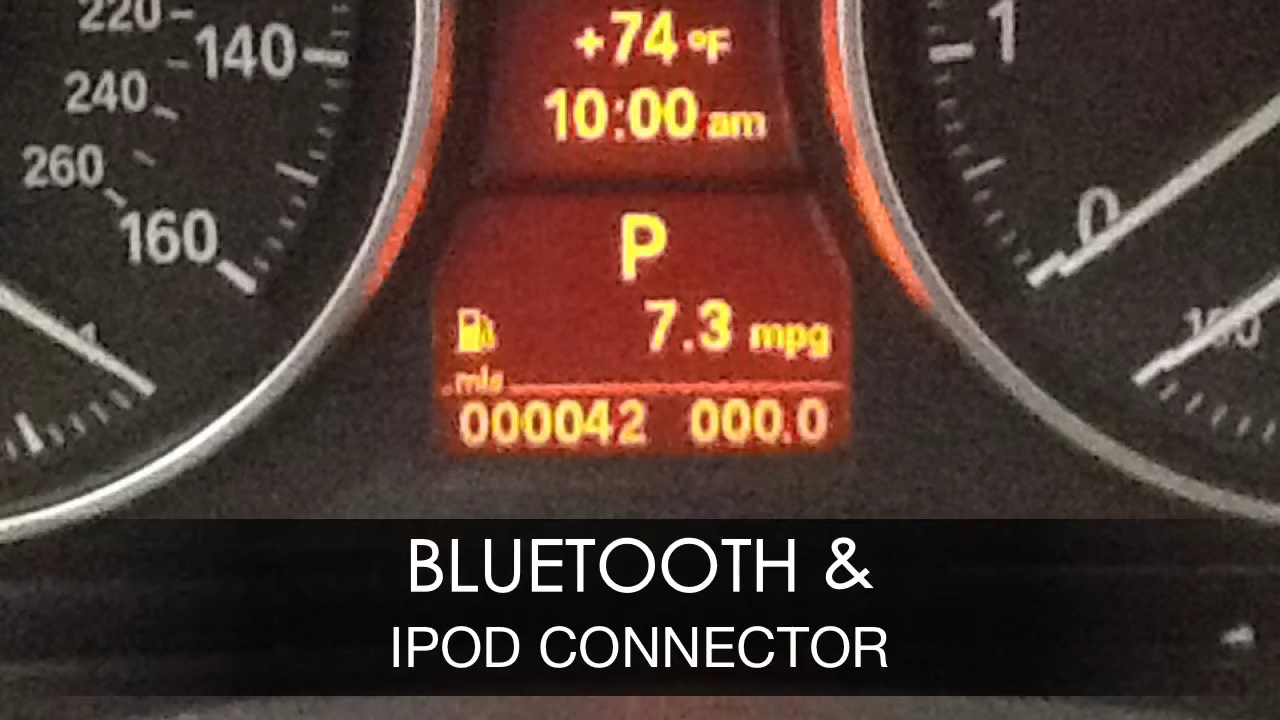 220
140
240
260
160
+74 °F
10:00 am
P
7.3 mpg
mls
000042 000.0
1
0
BLUETOOTH &
IPOD CONNECTOR